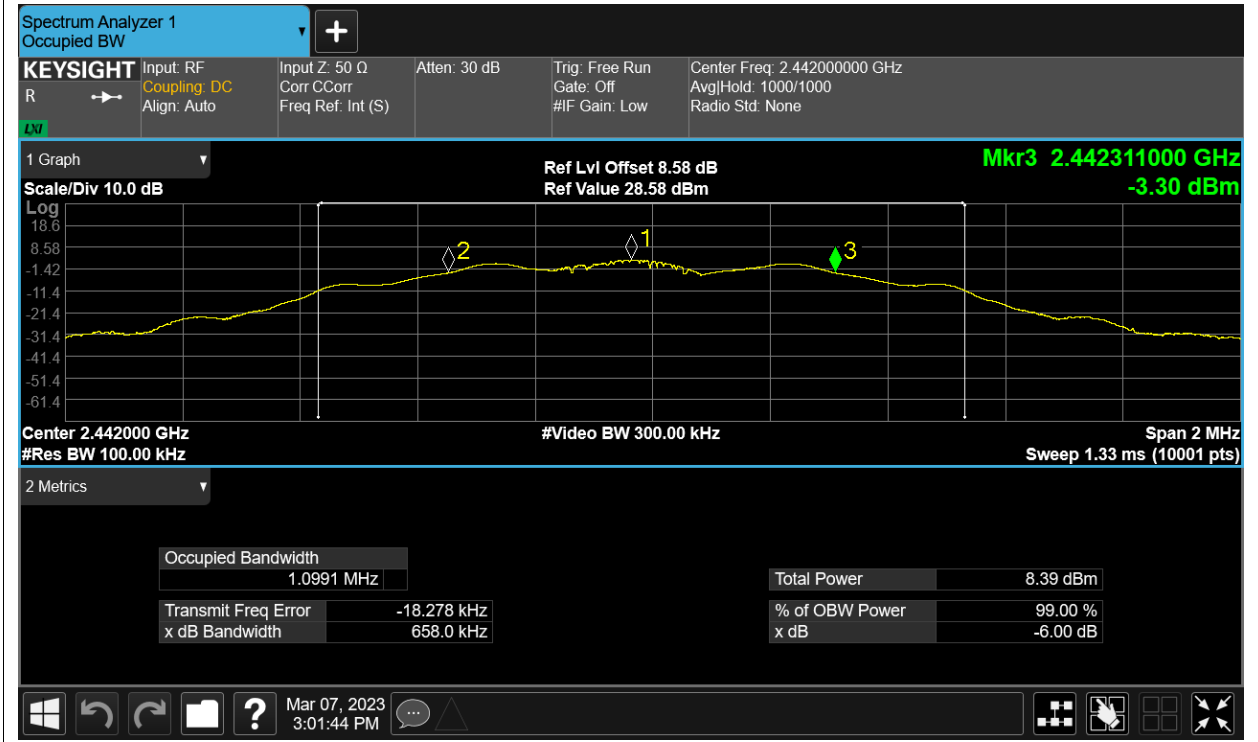 Spectrum Analyzer 1
Occupied BW
KEYSIGHT
R
LXI
Input: RF
Coupling: DC
Align: Auto
Input Z: 50 Ω
Corr CCorr
Freq Ref: Int (S)
Atten: 30 dB
Trig: Free Run
Gate: Off
#IF Gain: Low
Center Freq: 2.442000000 GHz
Avg|Hold: 1000/1000
Radio Std: None
1 Graph
Scale/Div 10.0 dB
Ref Lvl Offset 8.58 dB
Ref Value 28.58 dBm
Mkr3 2.442311000 GHz
-3.30 dBm
Log
18.6
8.58
-1.42
-11.4
-21.4
-31.4
-41.4
-51.4
-61.4
2
1
3
Center 2.442000 GHz
#Video BW 300.00 kHz
Span 2 MHz
#Res BW 100.00 kHz
Sweep 1.33 ms (10001 pts)
2 Metrics
Occupied Bandwidth
1.0991 MHz
Transmit Freq Error -18.278 kHz
x dB Bandwidth 658.0 kHz
Total Power 8.39 dBm
% of OBW Power 99.00 %
x dB -6.00 dB
?
Mar 07, 2023
3:01:44 PM